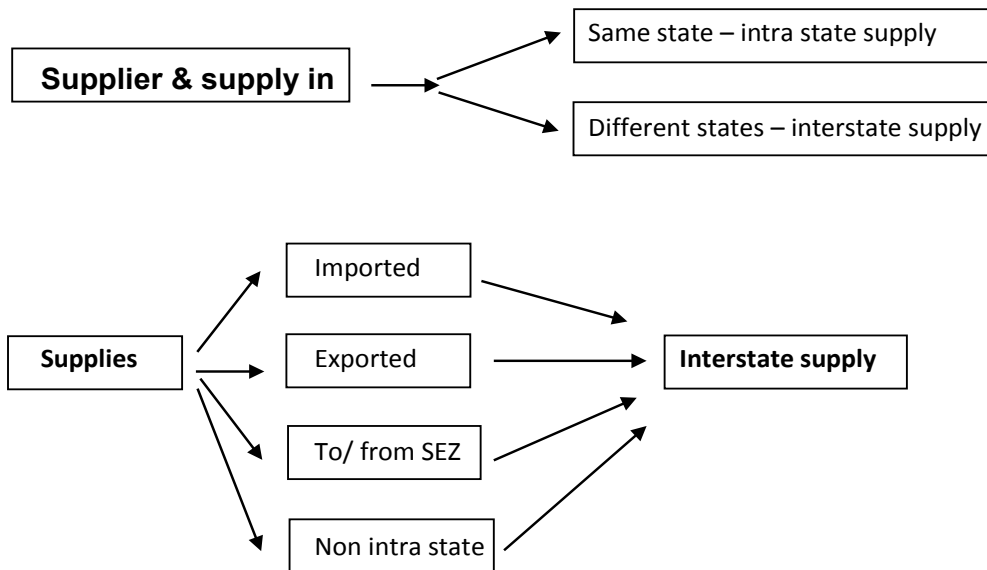 Same state – intra state supply
Supplier & supply in
Different states – interstate supply
Imported
Supplies
Exported
Interstate supply
To/ from SEZ
Non intra state